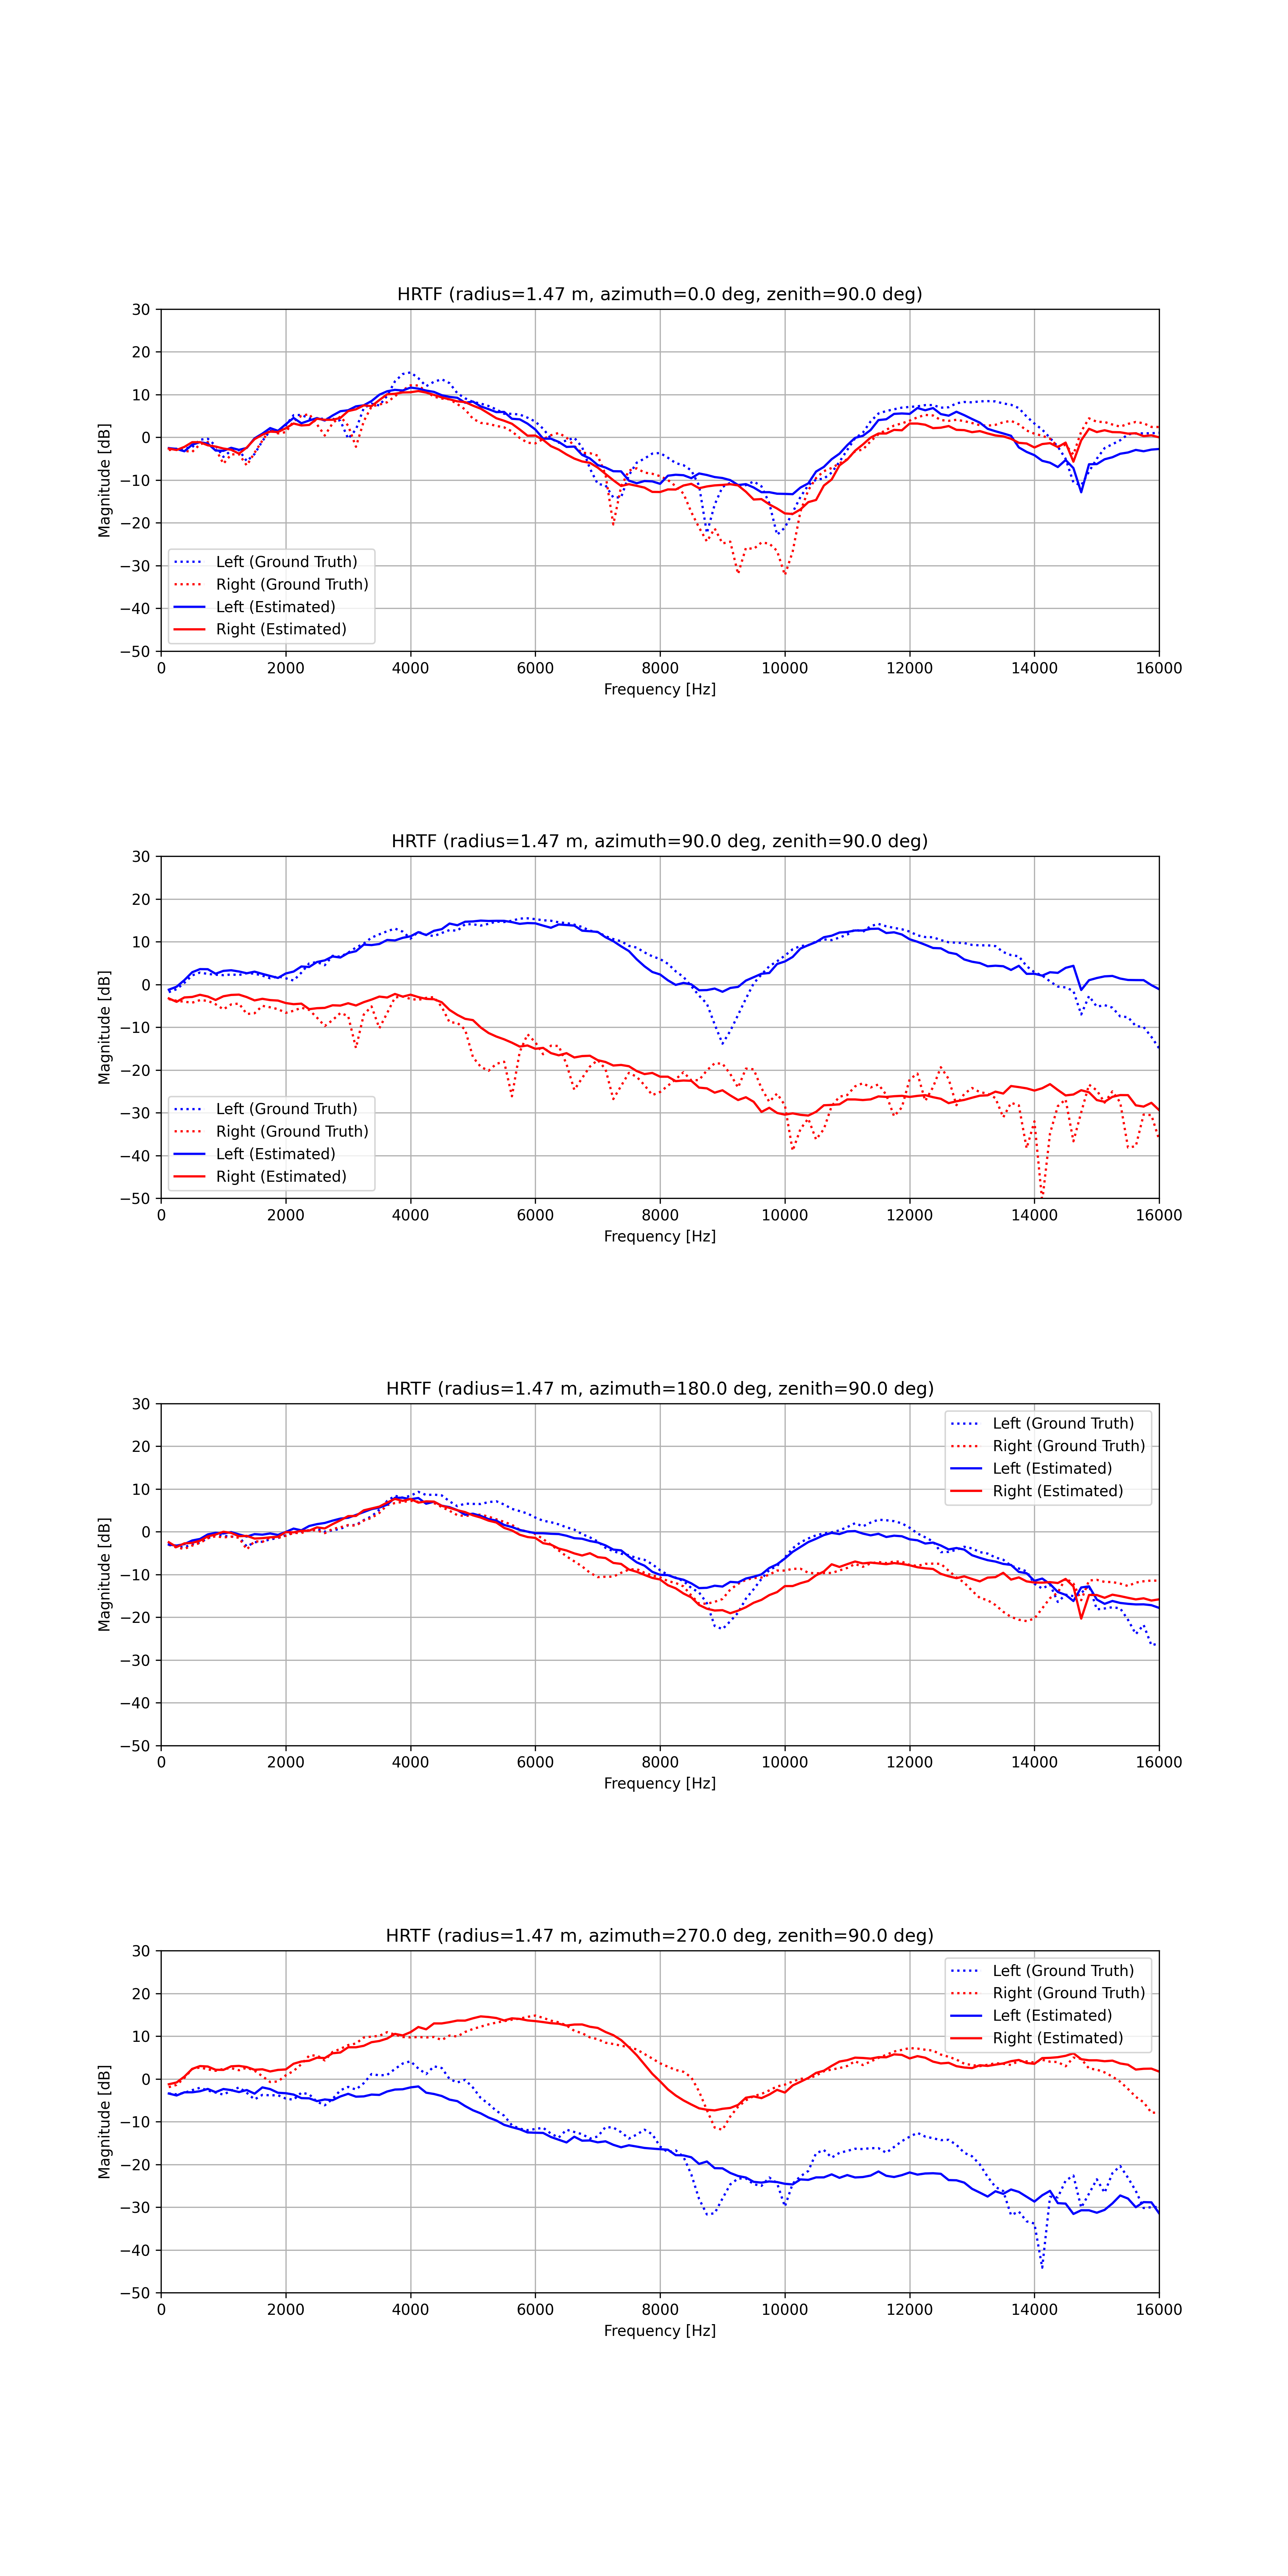 HRTF (radius=1.47 m, azimuth=0.0 deg, zenith=90.0 deg)
30
20
10
0
−10
−20
−30
−40
−50
Magnitude [dB]
Left (Ground Truth)
Right (Ground Truth)
Left (Estimated)
Right (Estimated)
0 2000 4000 6000 8000 10000 12000 14000 16000
Frequency [Hz]
HRTF (radius=1.47 m, azimuth=90.0 deg, zenith=90.0 deg)
30
20
10
0
−10
−20
−30
−40
−50
Magnitude [dB]
Left (Ground Truth)
Right (Ground Truth)
Left (Estimated)
Right (Estimated)
0 2000 4000 6000 8000 10000 12000 14000 16000
Frequency [Hz]
HRTF (radius=1.47 m, azimuth=180.0 deg, zenith=90.0 deg)
30
20
10
0
−10
−20
−30
−40
−50
Magnitude [dB]
Left (Ground Truth)
Right (Ground Truth)
Left (Estimated)
Right (Estimated)
0 2000 4000 6000 8000 10000 12000 14000 16000
Frequency [Hz]
HRTF (radius=1.47 m, azimuth=270.0 deg, zenith=90.0 deg)
30
20
10
0
−10
−20
−30
−40
−50
Magnitude [dB]
Left (Ground Truth)
Right (Ground Truth)
Left (Estimated)
Right (Estimated)
0 2000 4000 6000 8000 10000 12000 14000 16000
Frequency [Hz]